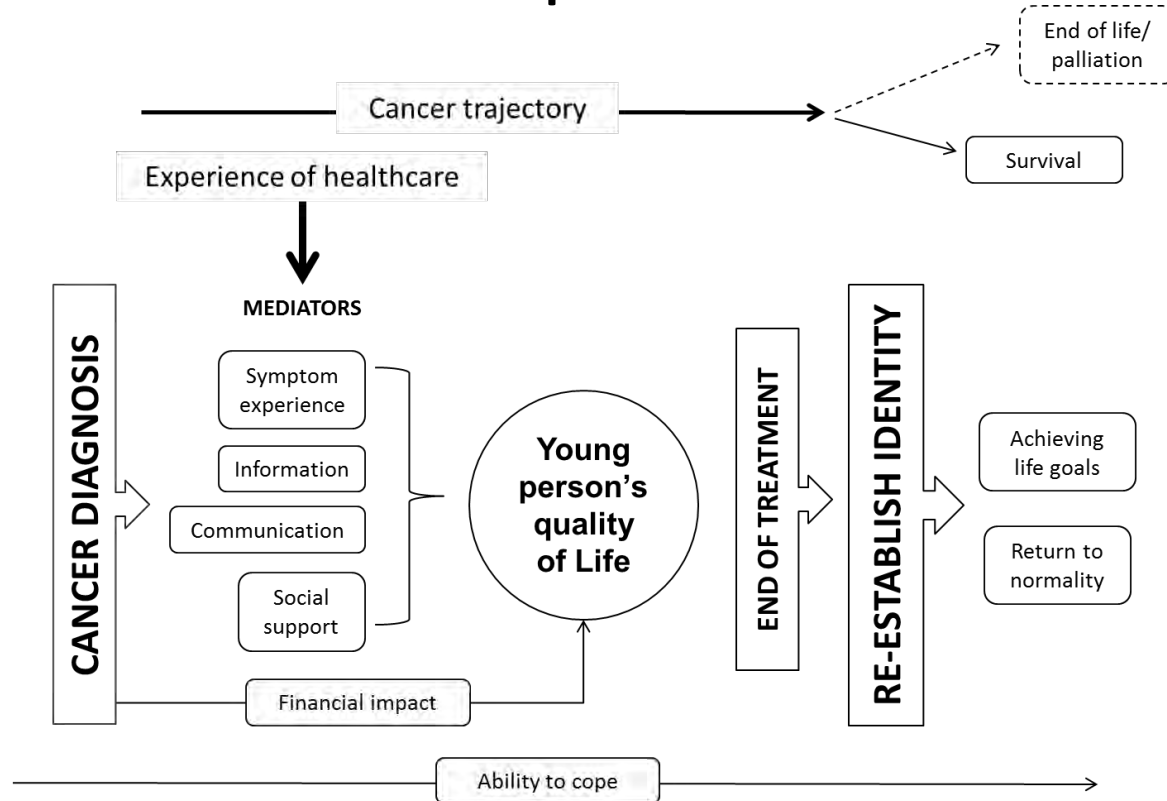 End of life/
palliation
Cancer trajectory
Survival
Experience of healthcare
MEDIATORS
CANCER DIAGNOSIS
Symptom
experience
Information
Communication
Social
support
Young
person's
quality
of Life
END OF TREATMENT
RE-ESTABLISH IDENTITY
Achieving
life goals
Return to
normality
Financial impact
Ability to cope